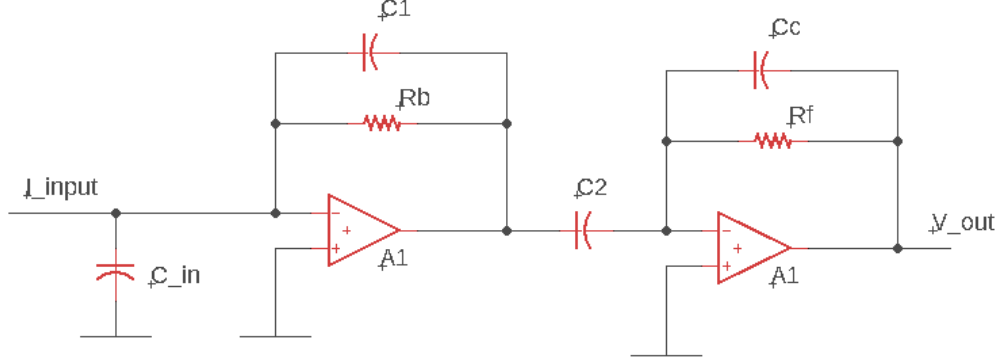 C1
Cc
Rb
Rf
I_input
C2
V_out
A1
C_in
A1